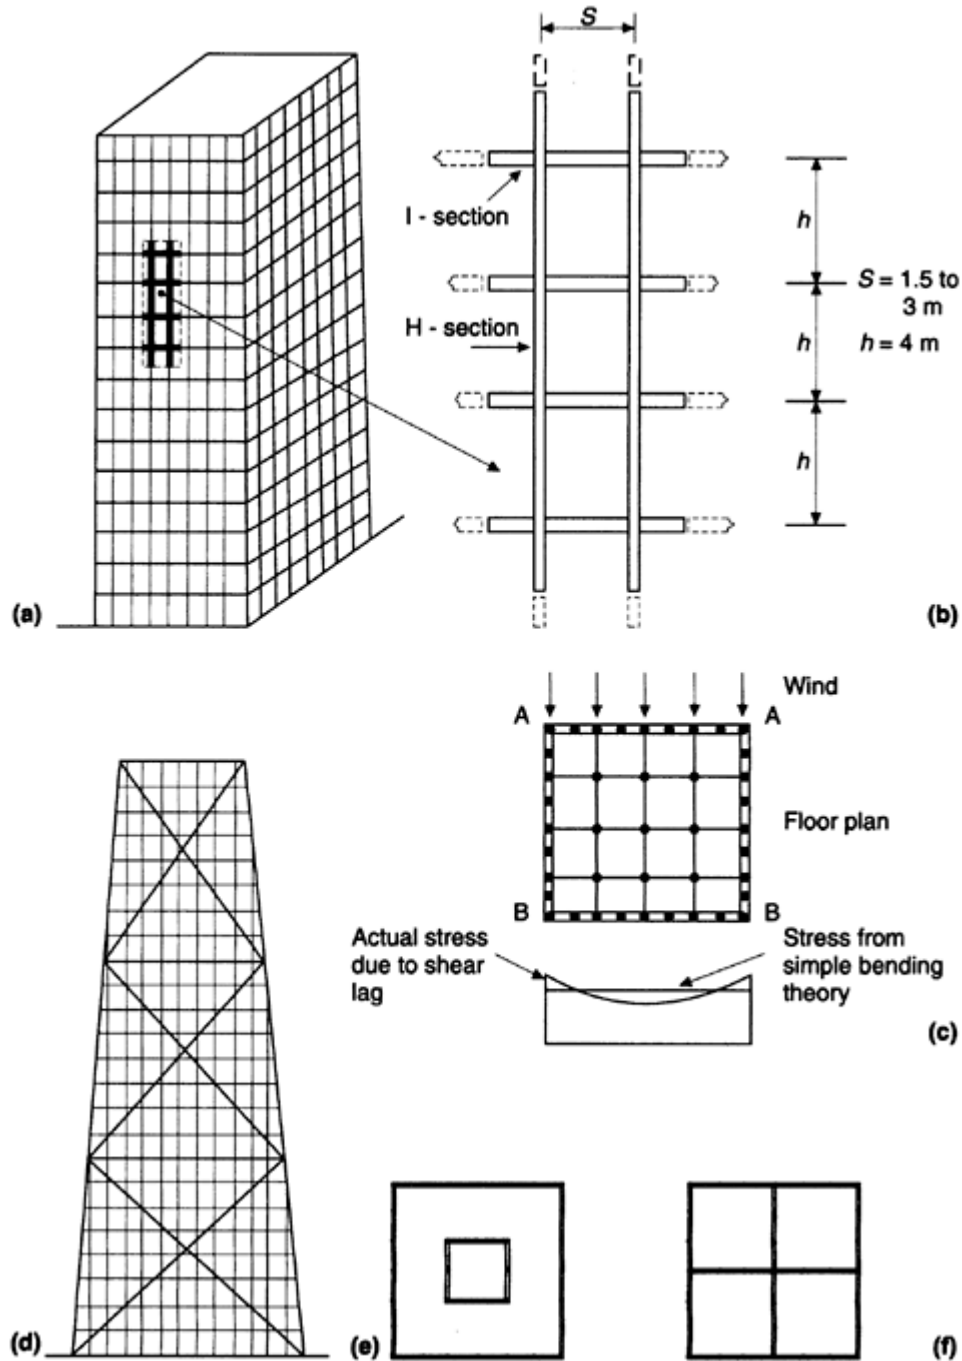 S
I - section
H - section
h
h
h
S = 1.5 to
3 m
h = 4 m
(a)
(b)
Wind
A
A
Floor plan
B
B
Actual stress
due to shear
lag
Stress from
simple bending
theory
(c)
(d)
(e)
(f)